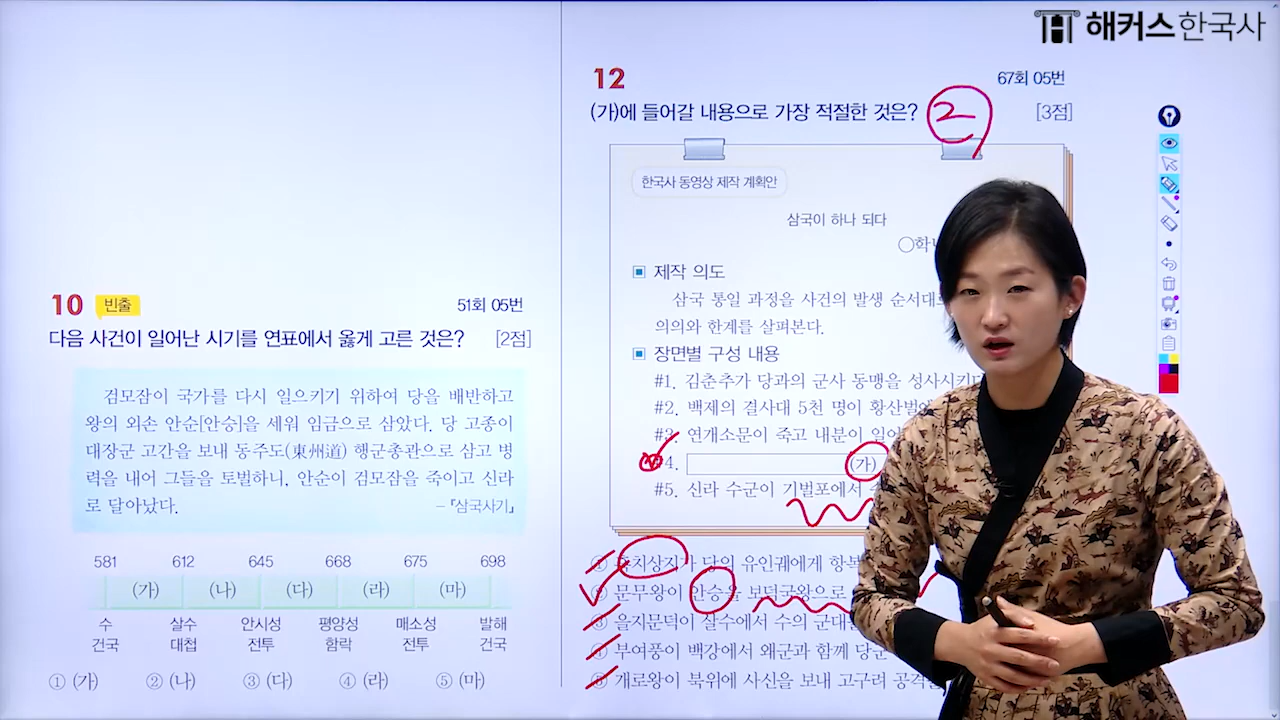 해커스한국사
10 빈출 51회 05번
다음 사건이 일어난 시기를 연표에서 옳게 고른 것은? [2점]
검모잠이 국가를 다시 일으키기 위하여 당을 배반하고
왕의 외손 안순[안승]을 세워 임금으로 삼았다. 당 고종이
대장군 고간을 보내 동주도(東州道) 행군총관으로 삼고 병
력을 내어 그들을 토벌하니, 안순이 검모잠을 죽이고 신라
로 달아났다. -『삼국사기』
581 612 645 668 675 698
(가) (나) (다) (라) (마)
수 살수 안시성 평양성 매소성 발해
건국 대첩 전투 함락 전투 건국
① (가) ② (나) ③ (다) ④ (라) ⑤ (마)
12 67회 05번
(가)에 들어갈 내용으로 가장 적절한 것은? [3점]
2
한국사 동영상 제작 계획안
삼국이 하나 되다
○학
■ 제작 의도
삼국 통일 과정을 사건의 발생 순서대로
의의와 한계를 살펴본다.
■ 장면별 구성 내용
#1. 김춘추가 당과의 군사 동맹을 성사시키다
#2. 백제의 결사대 5천 명이 황산벌에
#3. 연개소문이 죽고 내분이 일어
#4. (가)
#5. 신라 수군이 기벌포에서
① 흑치상지가 당의 유인궤에게 항복
② 문무왕이 안승을 보덕국왕으로
③ 을지문덕이 살수에서 수의 군대를
④ 부여풍이 백강에서 왜군과 함께 당군
⑤ 개로왕이 북위에 사신을 보내 고구려 공격을